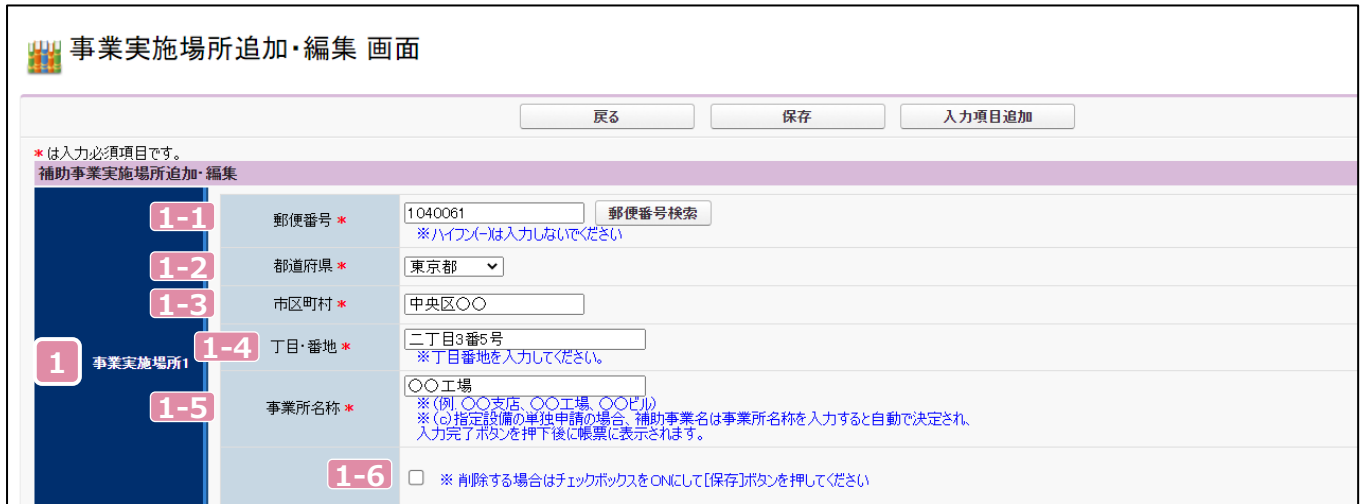 事業実施場所追加・編集 画面
戻る 保存 入力項目追加
* は入力必須項目です。
補助事業実施場所追加・編集
1-1 郵便番号 * 1040061 郵便番号検索
※ハイフン(-)は入力しないでください
1-2 都道府県 * 東京都
1-3 市区町村 * 中央区〇〇
1-4 丁目・番地 * 二丁目3番5号
※丁目番地を入力してください。
1 事業実施場所1
1-5 事業所名称 * 〇〇工場
※(例. 〇〇支店、〇〇工場、〇〇ビル)
※(c)指定設備の単独申請の場合、補助事業名は事業所名称を入力すると自動で決定され、
入力完了ボタンを押下後に帳票に表示されます。
1-6 ※ 削除する場合はチェックボックスをONにして[保存]ボタンを押してください